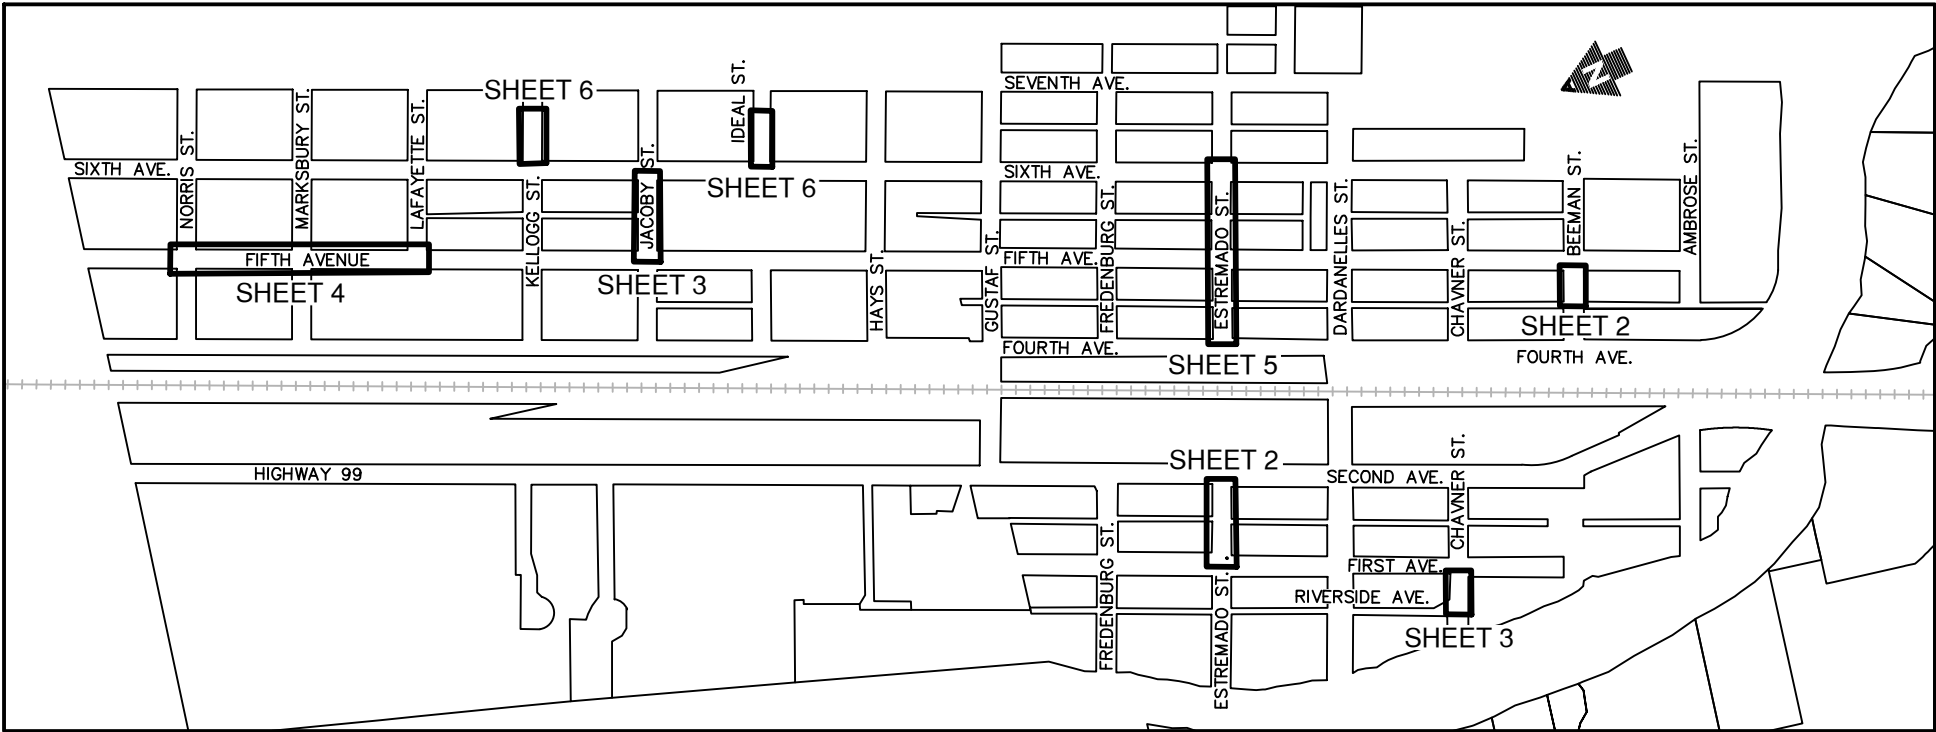 SEVENTH AVE.
SHEET 6
IDEAL ST.
NORRIS ST.
MARKSBURY ST.
LAFAYETTE ST.
SIXTH AVE.
KELLOGG ST.
JACOBY ST.
SHEET 6
SIXTH AVE.
N
FIFTH AVENUE
SHEET 4
SHEET 3
HAYS ST.
GUSTAF ST.
FIFTH AVE.
FREDENBURG ST.
ESTREMADO ST.
DARDANELLES ST.
CHAVNER ST.
BEEMAN ST.
AMBROSE ST.
SHEET 2
FOURTH AVE.
SHEET 5
FOURTH AVE.
HIGHWAY 99
SHEET 2
SECOND AVE.
CHAVNER ST.
FREDENBURG ST.
ESTREMADO ST.
FIRST AVE.
RIVERSIDE AVE.
SHEET 3